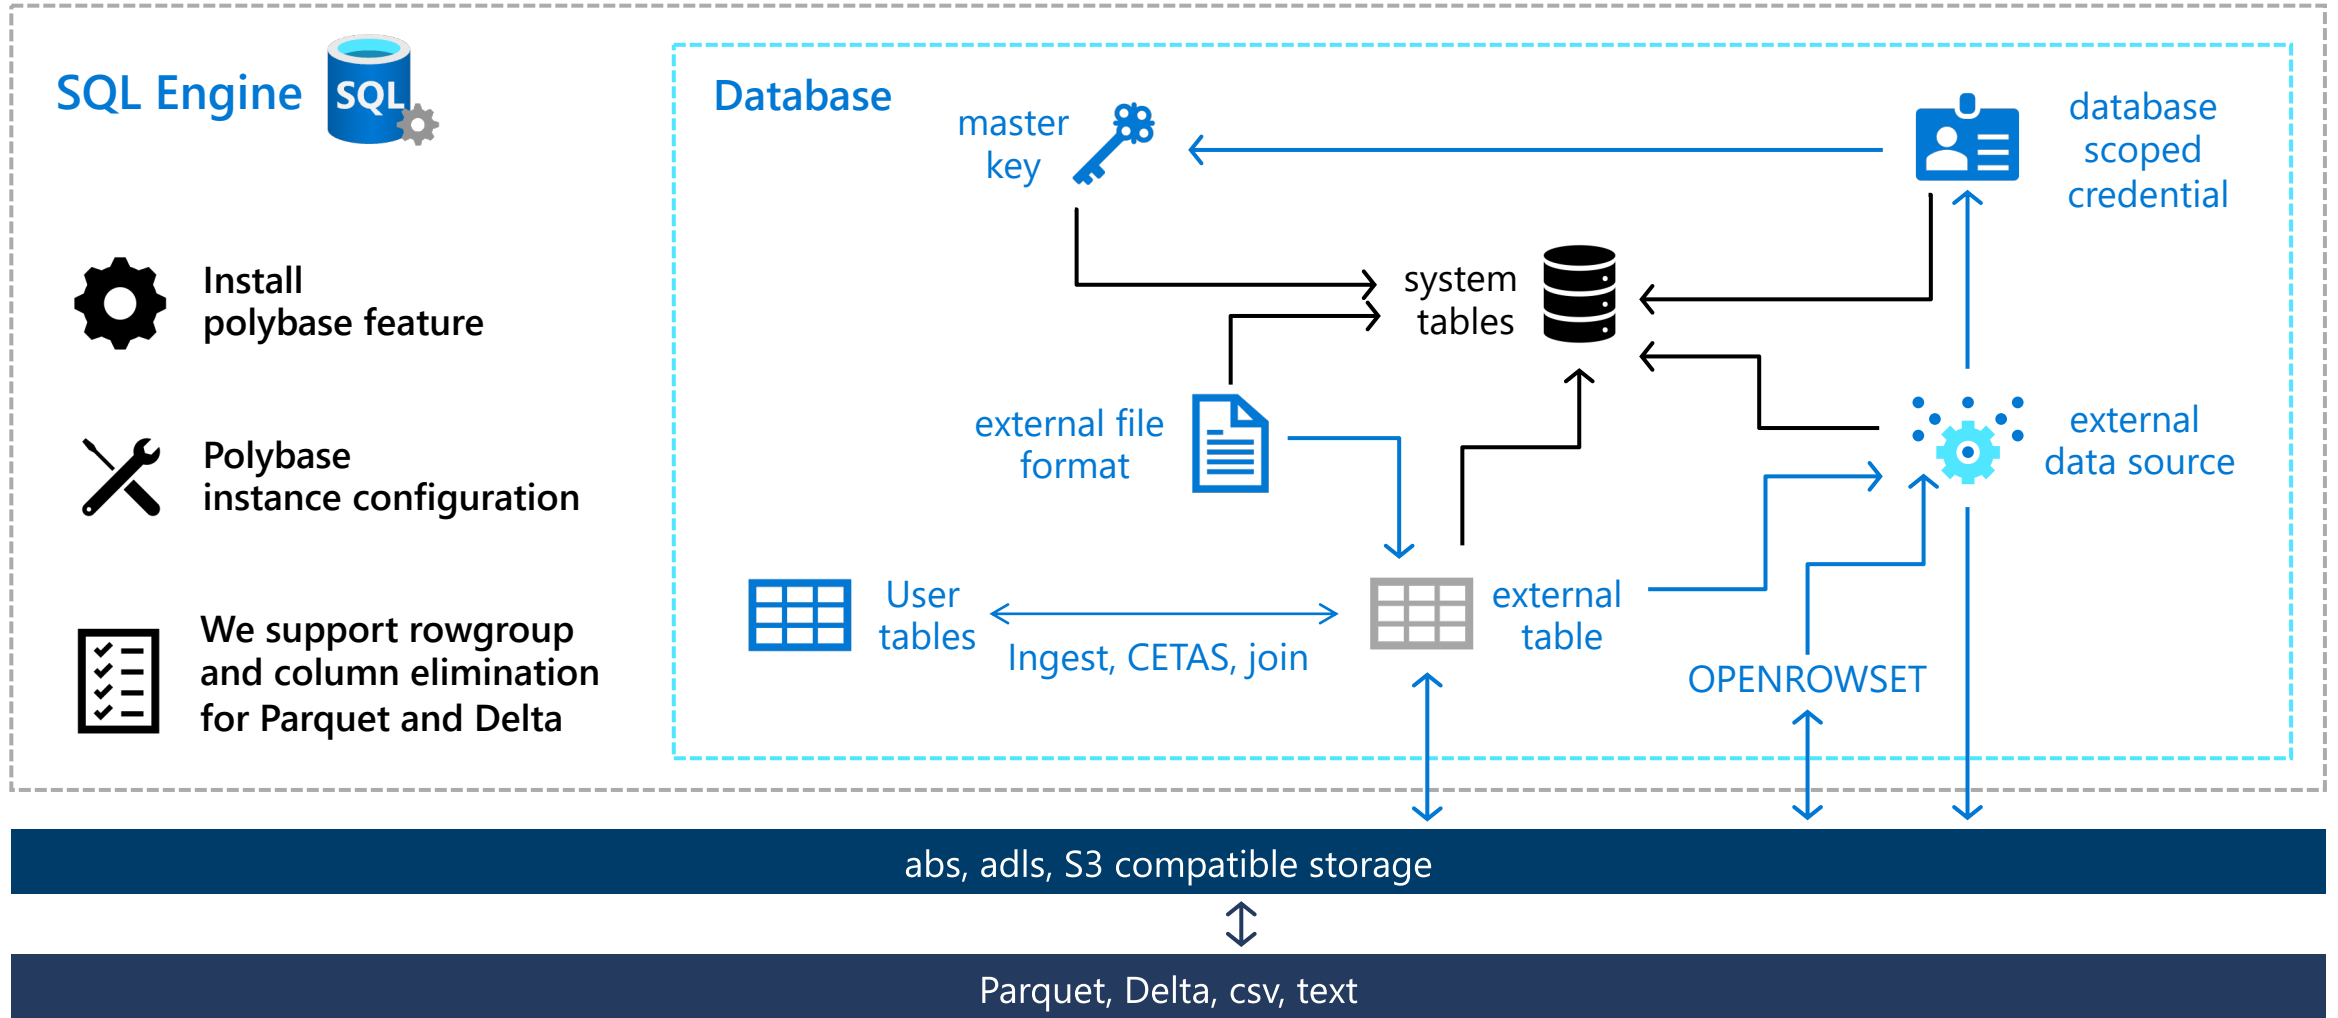 SQL Engine
SQL
Install
polybase feature
Polybase
instance configuration
We support rowgroup
and column elimination
for Parquet and Delta
Database
master
key
database
scoped
credential
system
tables
external file
format
external
data source
User
tables
Ingest, CETAS, join
external
table
OPENROWSET
abs, adls, S3 compatible storage
Parquet, Delta, csv, text